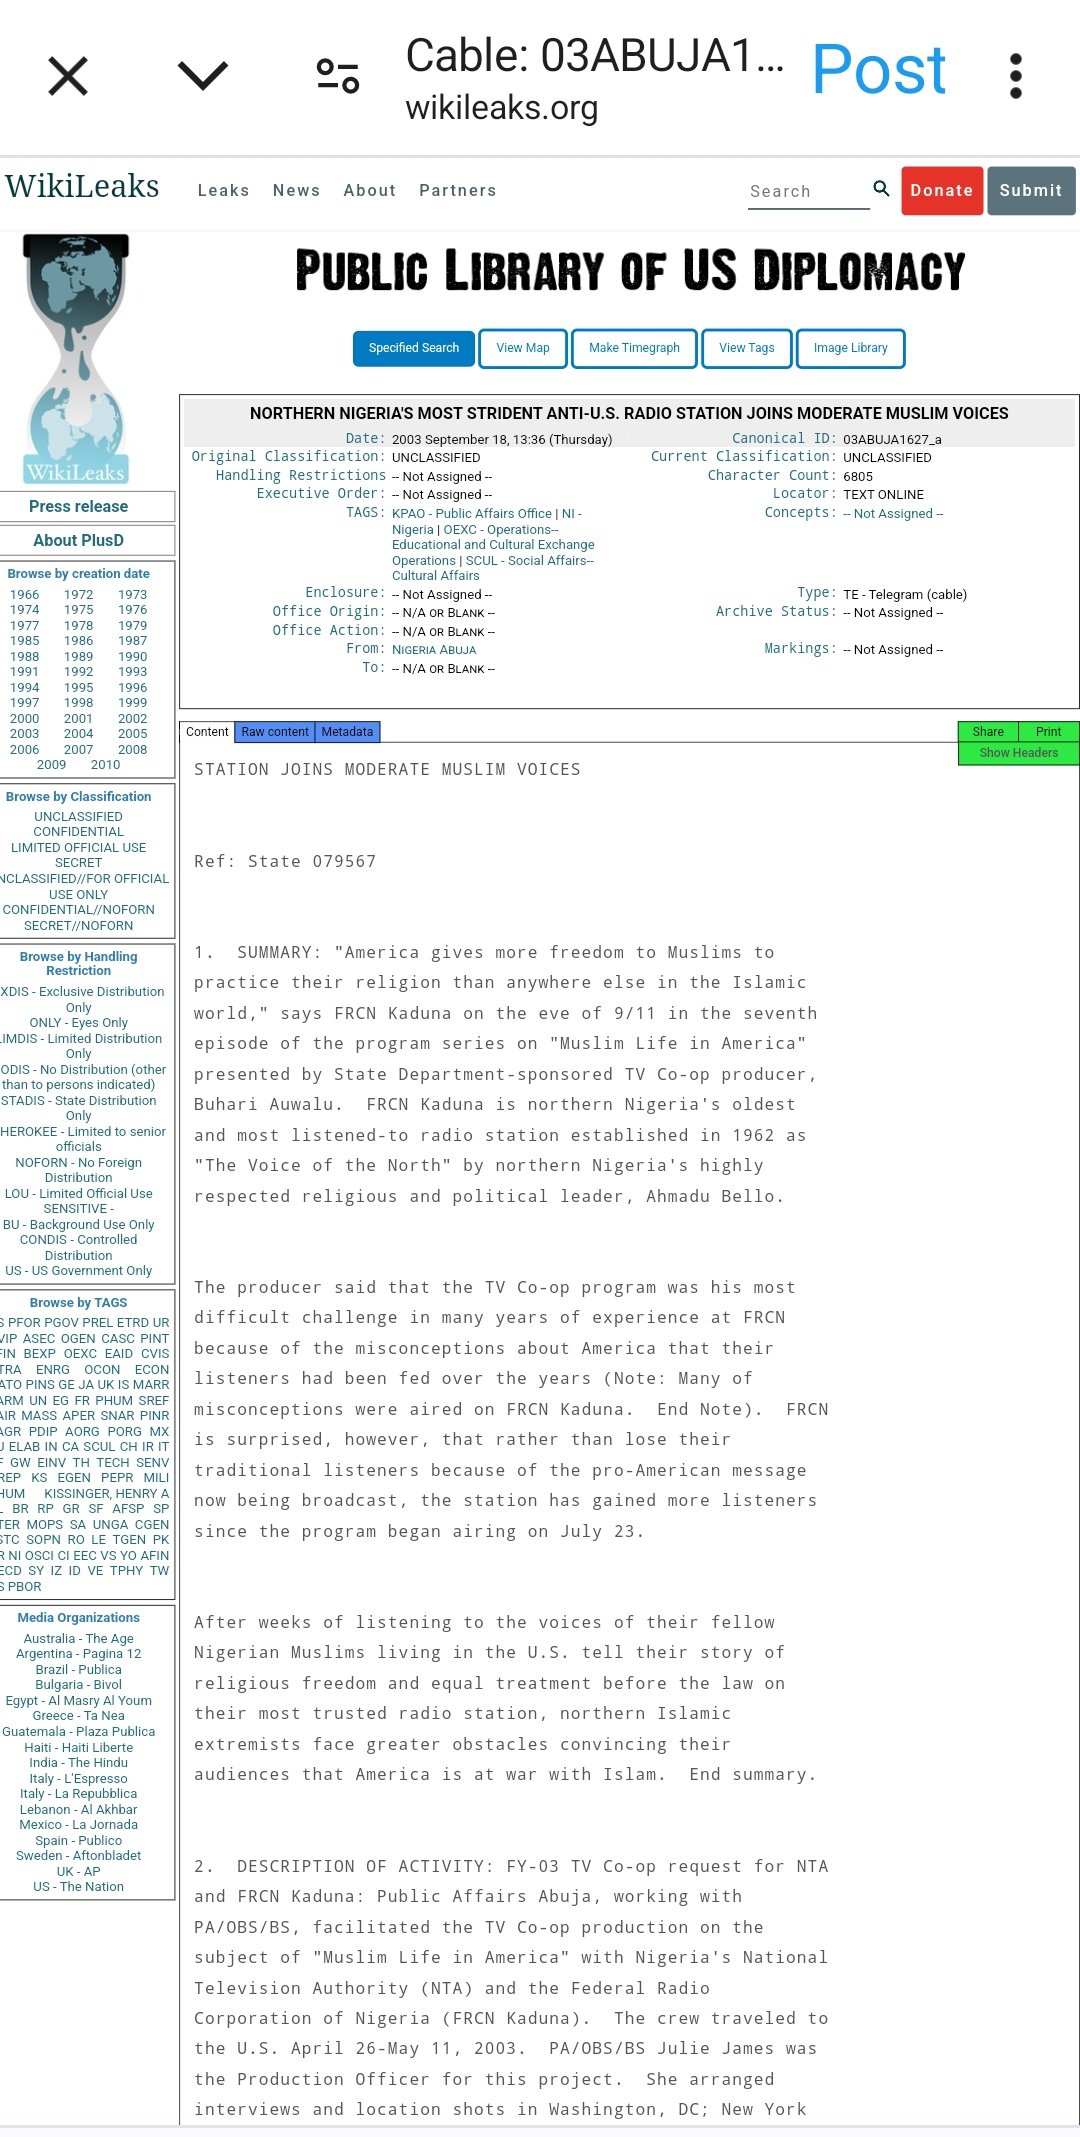 Cable: 03ABUJA1...
Post
wikileaks.org
WikiLeaks
Leaks News About Partners
Search
Donate
Submit
PUBLIC LIBRARY OF US DIPLOMACY
WikiLeaks
Specified Search
View Map
Make Timegraph
View Tags
Image Library
NORTHERN NIGERIA'S MOST STRIDENT ANTI-U.S. RADIO STATION JOINS MODERATE MUSLIM VOICES
Date: 2003 September 18, 13:36 (Thursday)
Canonical ID: 03ABUJA1627_a
Original Classification: UNCLASSIFIED
Current Classification: UNCLASSIFIED
Handling Restrictions -- Not Assigned --
Character Count: 6805
Executive Order: -- Not Assigned --
Locator: TEXT ONLINE
TAGS: KPAO - Public Affairs Office | NI -
Nigeria | OEXC - Operations--
Educational and Cultural Exchange
Operations | SCUL - Social Affairs--
Cultural Affairs
Concepts: -- Not Assigned --
Enclosure: -- Not Assigned --
Type: TE - Telegram (cable)
Office Origin: -- N/A OR BLANK --
Archive Status: -- Not Assigned --
Office Action: -- N/A OR BLANK --
From: NIGERIA ABUJA
Markings: -- Not Assigned --
To: -- N/A OR BLANK --
Press release
About PlusD
Browse by creation date
1966 1972 1973
1974 1975 1976
1977 1978 1979
1985 1986 1987
1988 1989 1990
1991 1992 1993
1994 1995 1996
1997 1998 1999
2000 2001 2002
2003 2004 2005
2006 2007 2008
2009 2010
Browse by Classification
UNCLASSIFIED
CONFIDENTIAL
LIMITED OFFICIAL USE
SECRET
NCLASSIFIED//FOR OFFICIAL
USE ONLY
CONFIDENTIAL//NOFORN
SECRET//NOFORN
Browse by Handling
Restriction
XDIS - Exclusive Distribution
Only
ONLY - Eyes Only
IMDIS - Limited Distribution
Only
ODIS - No Distribution (other
than to persons indicated)
STADIS - State Distribution
Only
HEROKEE - Limited to senior
officials
NOFORN - No Foreign
Distribution
LOU - Limited Official Use
SENSITIVE -
BU - Background Use Only
CONDIS - Controlled
Distribution
US - US Government Only
Browse by TAGS
S PFOR PGOV PREL ETRD UR
VIP ASEC OGEN CASC PINT
FIN BEXP OEXC EAID CVIS
TRA ENRG OCON ECON
ATO PINS GE JA UK IS MARR
ARM UN EG FR PHUM SREF
AIR MASS APER SNAR PINR
AGR PDIP AORG PORG MX
U ELAB IN CA SCUL CH IR IT
F GW EINV TH TECH SENV
REP KS EGEN PEPR MILI
HUM KISSINGER, HENRY A
L BR RP GR SF AFSP SP
TER MOPS SA UNGA CGEN
STC SOPN RO LE TGEN PK
R NI OSCI CI EEC VS YO AFIN
ECD SY IZ ID VE TPHY TW
S PBOR
Media Organizations
Australia - The Age
Argentina - Pagina 12
Brazil - Publica
Bulgaria - Bivol
Egypt - Al Masry Al Youm
Greece - Ta Nea
Guatemala - Plaza Publica
Haiti - Haiti Liberte
India - The Hindu
Italy - L'Espresso
Italy - La Repubblica
Lebanon - Al Akhbar
Mexico - La Jornada
Spain - Publico
Sweden - Aftonbladet
UK - AP
US - The Nation
Content Raw content Metadata
Share Print
Show Headers
STATION JOINS MODERATE MUSLIM VOICES
Ref: State 079567
1. SUMMARY: "America gives more freedom to Muslims to
practice their religion than anywhere else in the Islamic
world," says FRCN Kaduna on the eve of 9/11 in the seventh
episode of the program series on "Muslim Life in America"
presented by State Department-sponsored TV Co-op producer,
Buhari Auwalu. FRCN Kaduna is northern Nigeria's oldest
and most listened-to radio station established in 1962 as
"The Voice of the North" by northern Nigeria's highly
respected religious and political leader, Ahmadu Bello.
The producer said that the TV Co-op program was his most
difficult challenge in many years of experience at FRCN
because of the misconceptions about America that their
listeners had been fed over the years (Note: Many of
misconceptions were aired on FRCN Kaduna. End Note). FRCN
is surprised, however, that rather than lose their
traditional listeners because of the pro-American message
now being broadcast, the station has gained more listeners
since the program began airing on July 23.
After weeks of listening to the voices of their fellow
Nigerian Muslims living in the U.S. tell their story of
religious freedom and equal treatment before the law on
their most trusted radio station, northern Islamic
extremists face greater obstacles convincing their
audiences that America is at war with Islam. End summary.
2. DESCRIPTION OF ACTIVITY: FY-03 TV Co-op request for NTA
and FRCN Kaduna: Public Affairs Abuja, working with
PA/OBS/BS, facilitated the TV Co-op production on the
subject of "Muslim Life in America" with Nigeria's National
Television Authority (NTA) and the Federal Radio
Corporation of Nigeria (FRCN Kaduna). The crew traveled to
the U.S. April 26-May 11, 2003. PA/OBS/BS Julie James was
the Production Officer for this project. She arranged
interviews and location shots in Washington, DC; New York